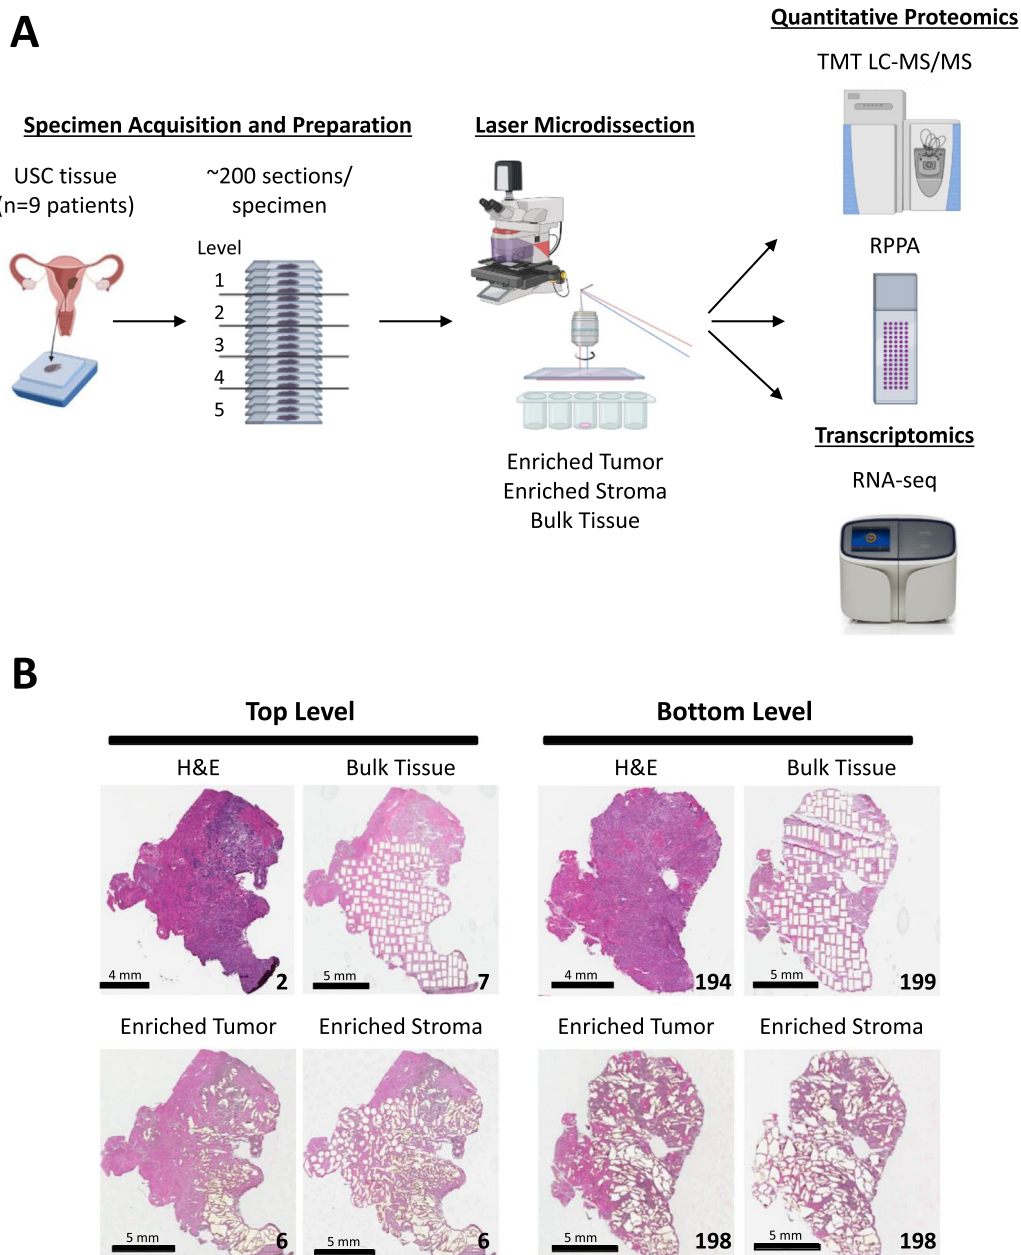 A
Specimen Acquisition and Preparation
USC tissue
(n=9 patients)
~200 sections/
specimen
Level
1
2
3
4
5
Laser Microdissection
Enriched Tumor
Enriched Stroma
Bulk Tissue
Quantitative Proteomics
TMT LC-MS/MS
RPPA
Transcriptomics
RNA-seq
B
Top Level
Bottom Level
H&E
Bulk Tissue
H&E
Bulk Tissue
4 mm
2
5 mm
7
4 mm
194
5 mm
199
Enriched Tumor
Enriched Stroma
Enriched Tumor
Enriched Stroma
5 mm
6
5 mm
6
5 mm
198
5 mm
198